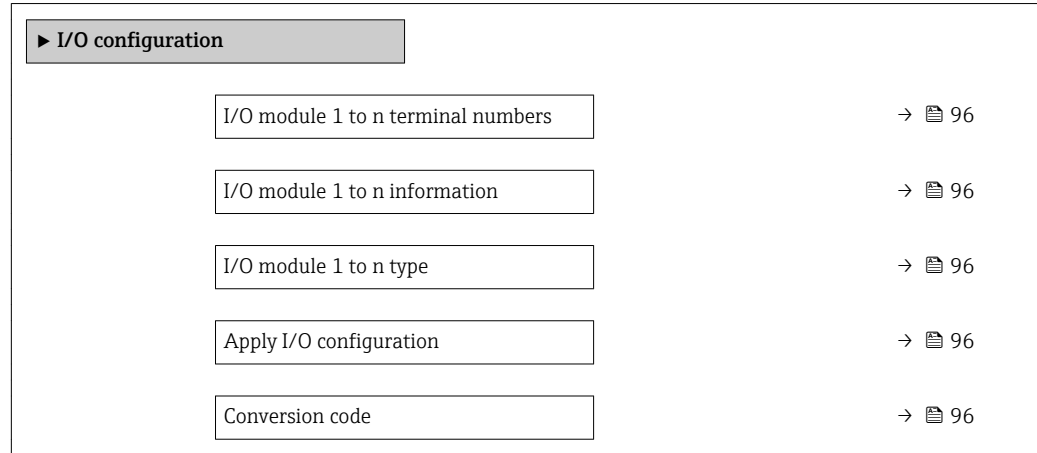 ► I/O configuration
I/O module 1 to n terminal numbers → 96
I/O module 1 to n information → 96
I/O module 1 to n type → 96
Apply I/O configuration → 96
Conversion code → 96